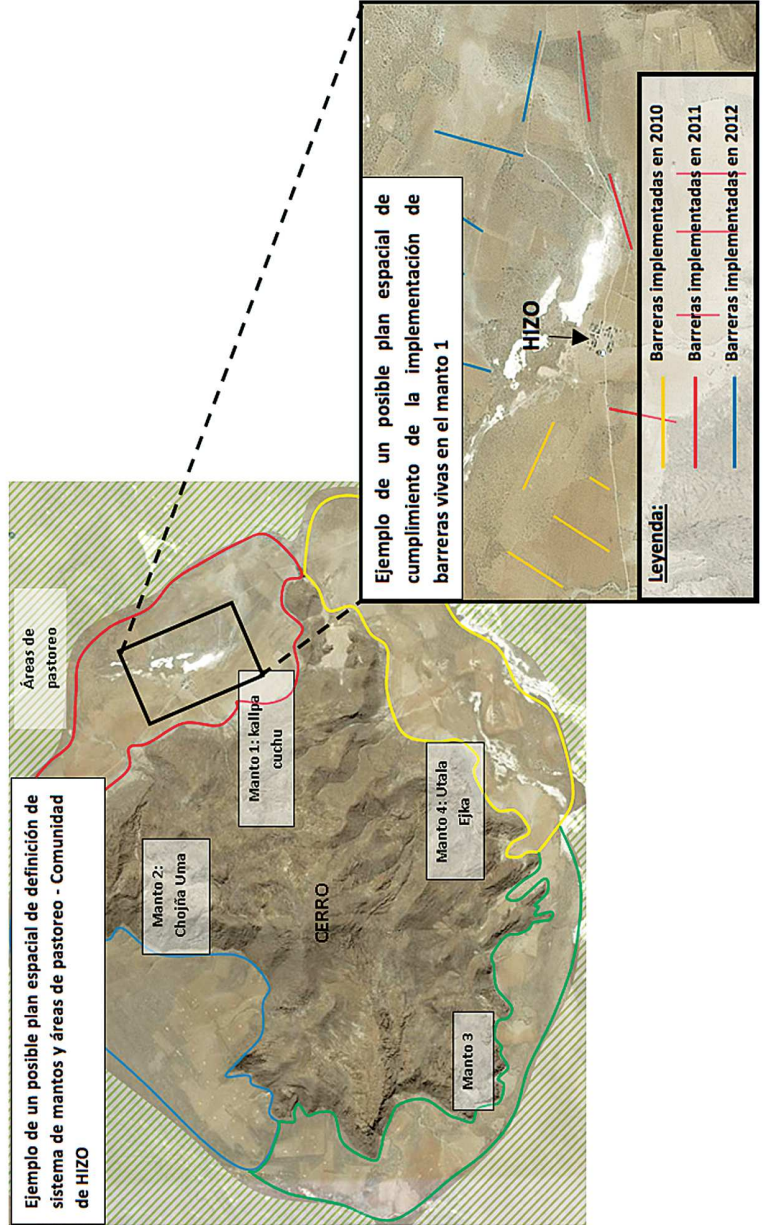 Ejemplo de un posible plan espacial de definición de
sistema de mantos y áreas de pastoreo - Comunidad
de HIZO
Áreas de
pastoreo
Manto 2:
Chojña Uma
Manto 1: kallpa
cuchu
CERRO
Manto 4: Utala
Ejka
Manto 3
Ejemplo de un posible plan espacial de
cumplimiento de la implementación de
barreras vivas en el manto 1
HIZO
Leyenda:
Barreras implementadas en 2010
Barreras implementadas en 2011
Barreras implementadas en 2012